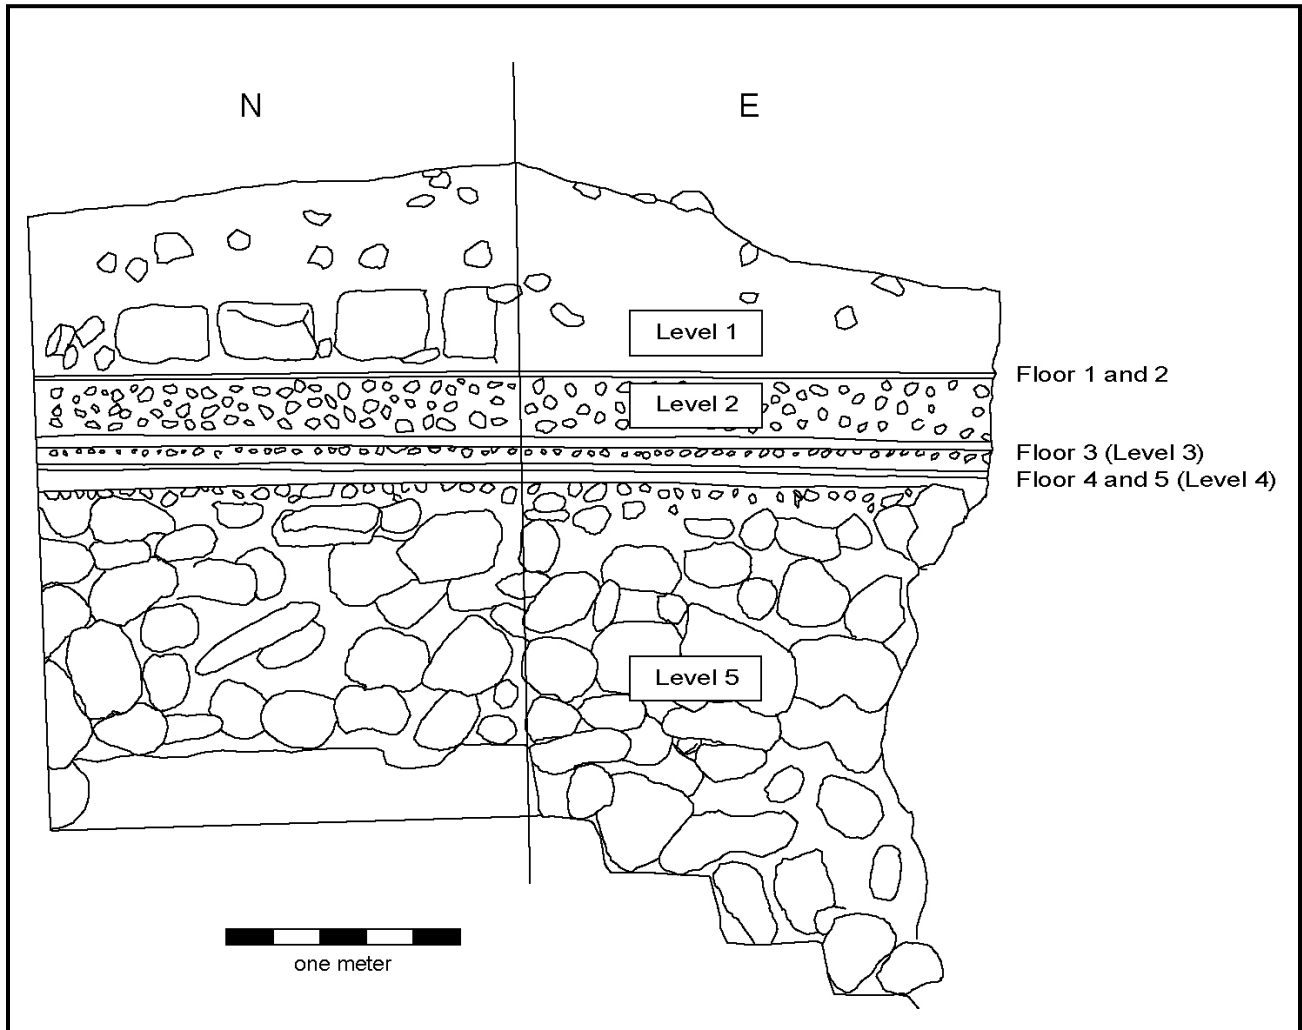 N
E
Level 1
Floor 1 and 2
Level 2
Floor 3 (Level 3)
Floor 4 and 5 (Level 4)
Level 5
one meter